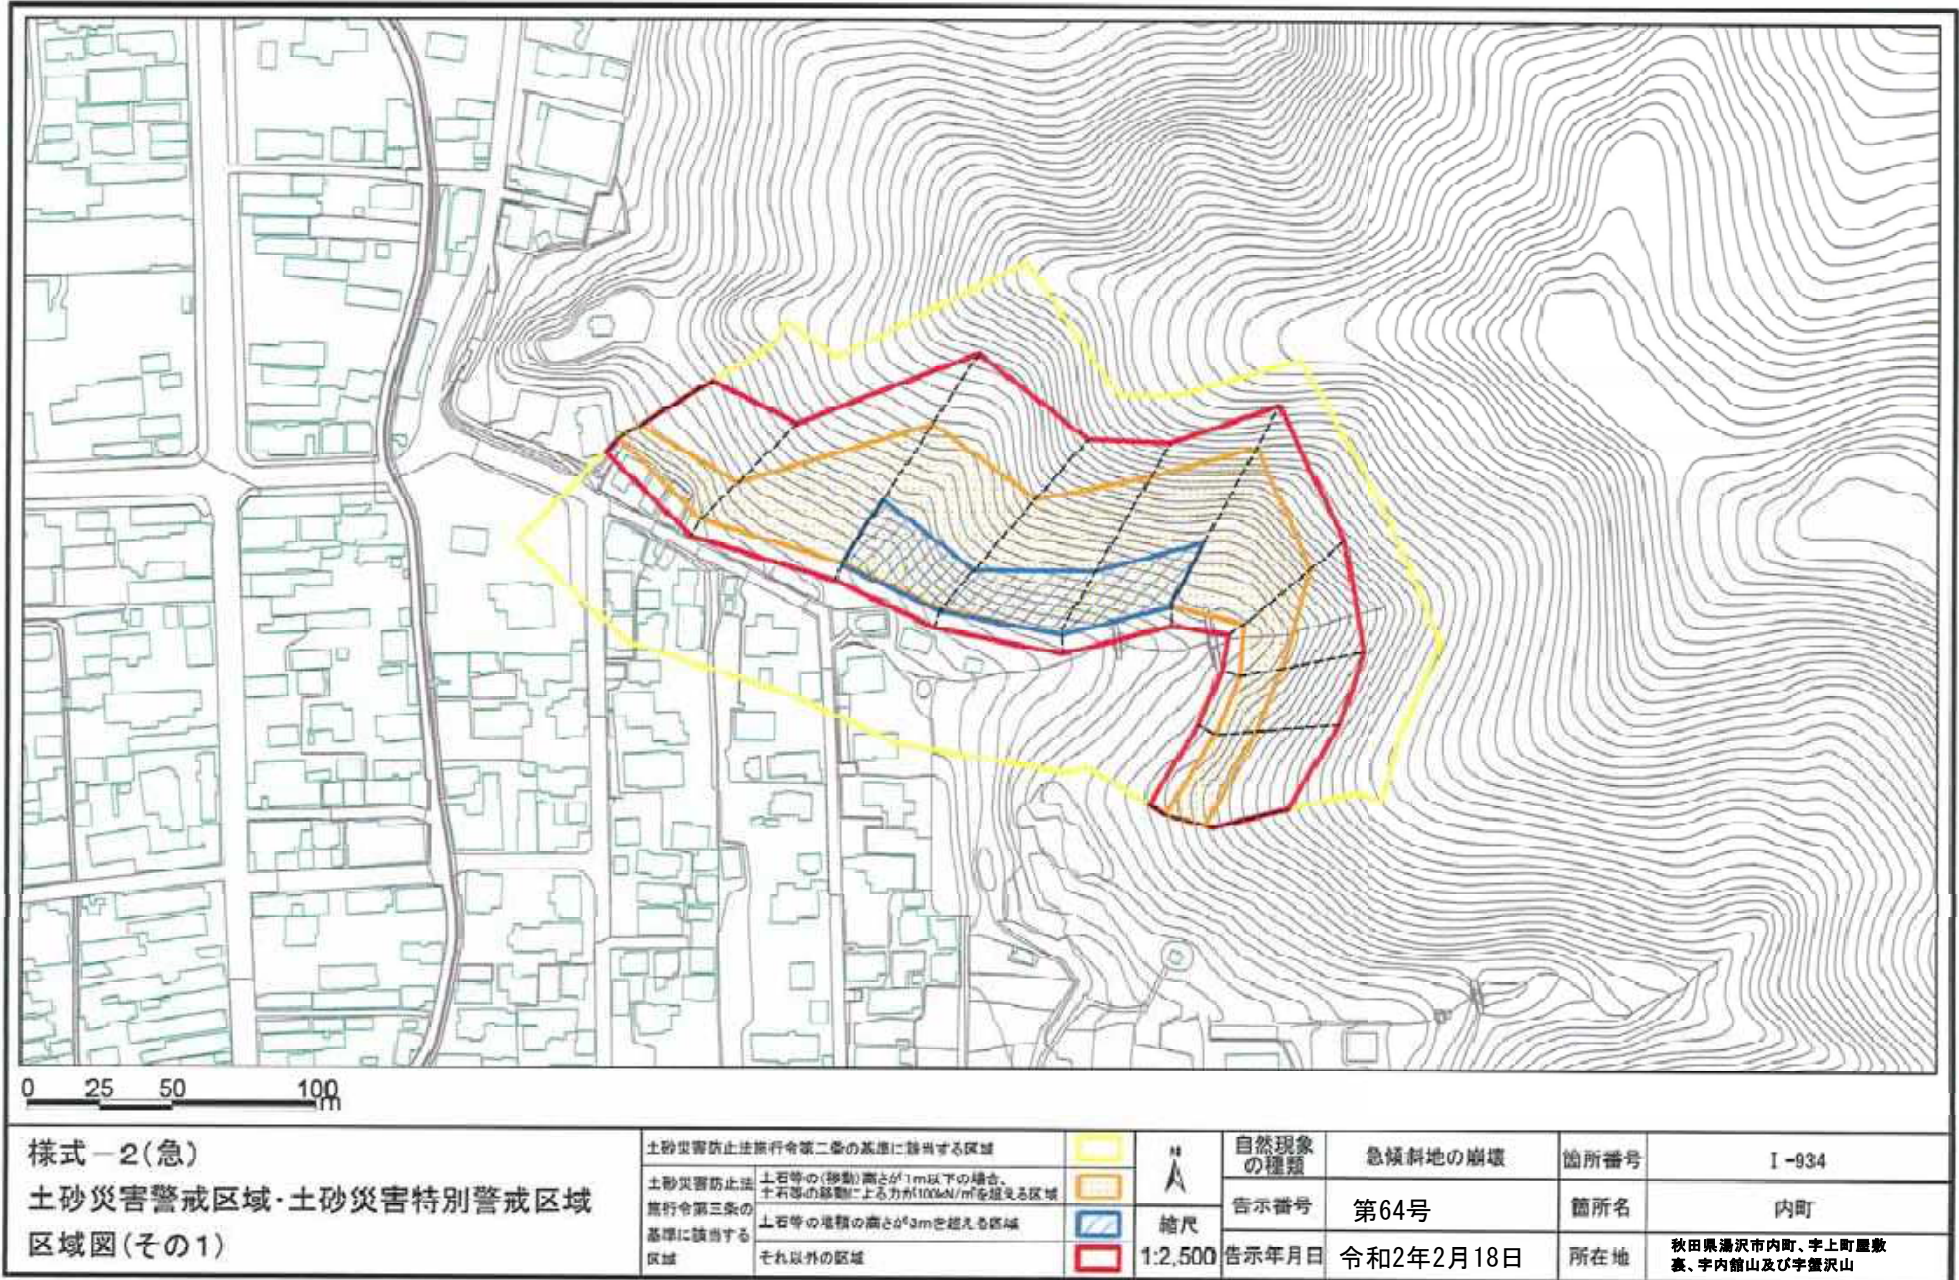 0 25 50 100
m
様式-2(急)
土砂災害警戒区域・土砂災害特別警戒区域
区域図(その1)
土砂災害防止法施行令第二条の基準に該当する区域
土砂災害防止法
施行令第三条の
基準に該当する
区域
土石等の(移動)高さが1m以下の場合、
土石等の移動による力が100kN/㎡を超える区域
土石等の堆積の高さが3mを超える区域
それ以外の区域
縮尺
1:2,500
自然現象
の種類
急傾斜地の崩壊
告示番号
第64号
告示年月日
令和2年2月18日
箇所番号
I-934
箇所名
内町
所在地
秋田県湯沢市内町、字上町屋敷
裏、字内館山及び字蟹沢山